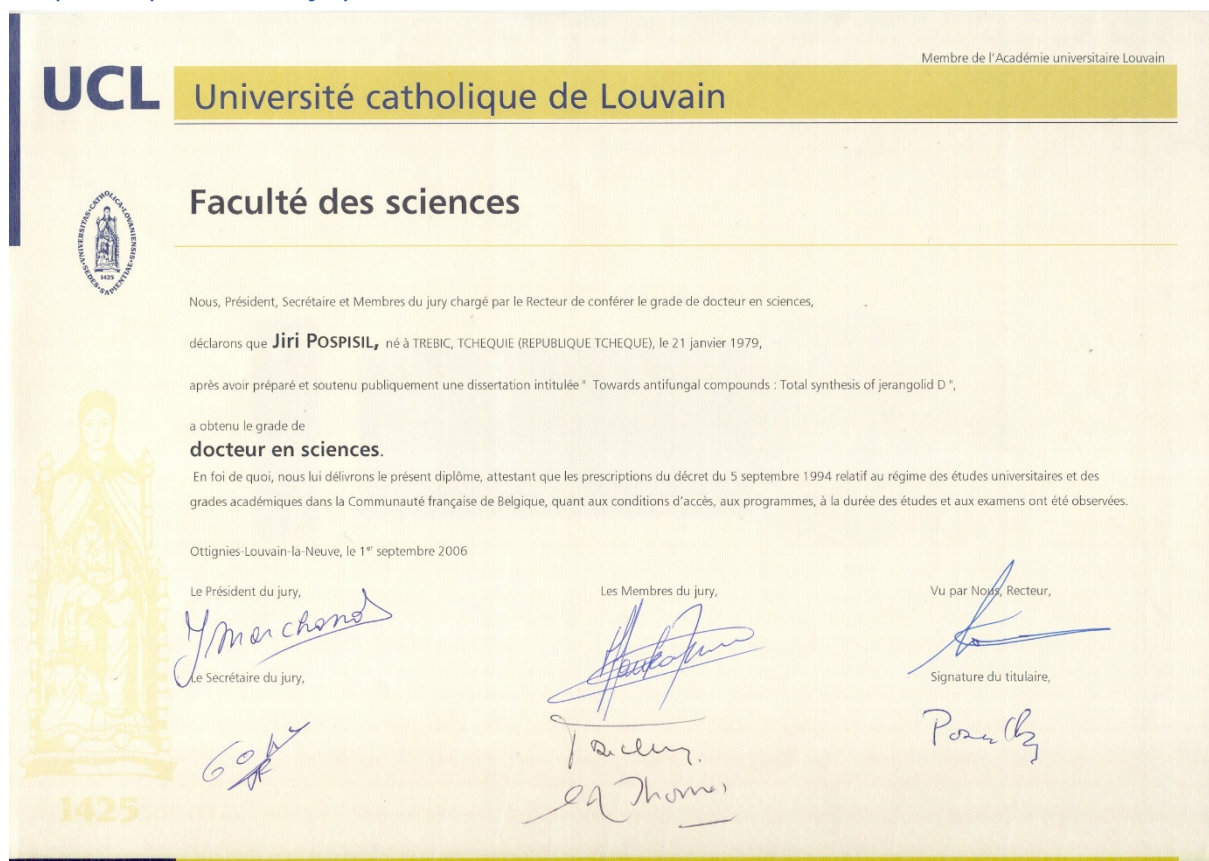 Membre de l'Académie universitaire Louvain
UCL Université catholique de Louvain
Faculté des sciences
UNIVERSITAS CATHOLICA LOVANIENSIS
SEDES SAPIENTIAE
1425
Nous, Président, Secrétaire et Membres du jury chargé par le Recteur de conférer le grade de docteur en sciences,
déclarons que Jiri POSPISIL, né à TREBIC, TCHEQUIE (REPUBLIQUE TCHEQUE), le 21 janvier 1979,
après avoir préparé et soutenu publiquement une dissertation intitulée " Towards antifungal compounds : Total synthesis of jerangolid D ",
a obtenu le grade de
docteur en sciences.
En foi de quoi, nous lui délivrons le présent diplôme, attestant que les prescriptions du décret du 5 septembre 1994 relatif au régime des études universitaires et des
grades académiques dans la Communauté française de Belgique, quant aux conditions d'accès, aux programmes, à la durée des études et aux examens ont été observées.
Ottignies-Louvain-la-Neuve, le 1er septembre 2006
Le Président du jury,
Les Membres du jury,
Vu par Nous, Recteur,
J Marchand
Le Secrétaire du jury,
Signature du titulaire,
1425